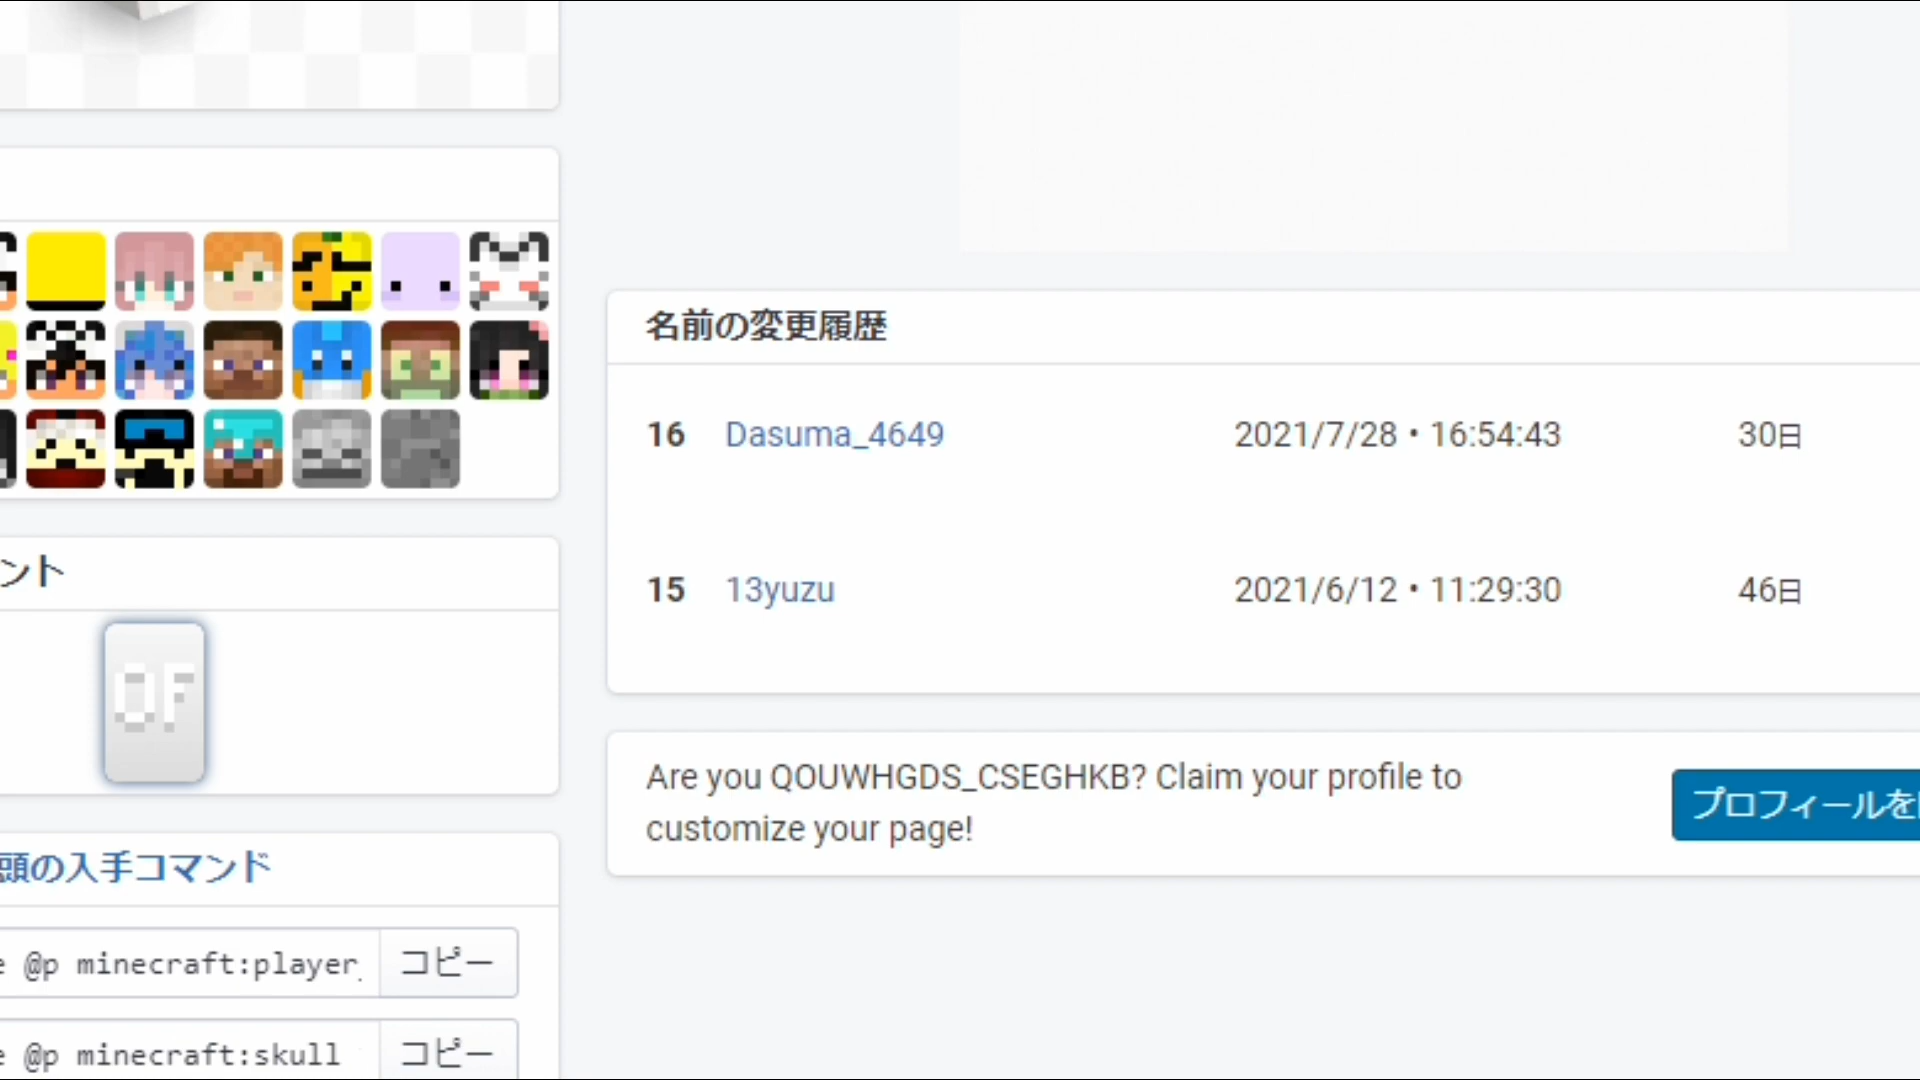 名前の変更履歴
16 Dasuma_4649 2021/7/28・16:54:43 30日
15 13yuzu 2021/6/12・11:29:30 46日
Are you QOUWHGDS_CSEGHKB? Claim your profile to
customize your page!
プロフィールを
ント
OF
頭の入手コマンド
e @p minecraft:player_ コピー
e @p minecraft:skull コピー